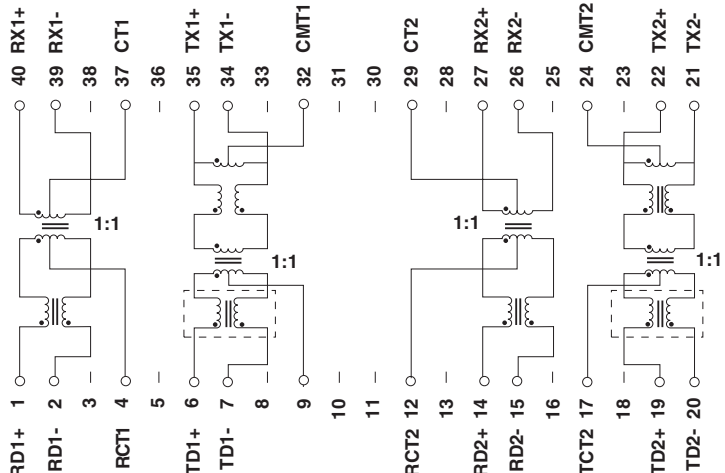 40 RX1+
39 RX1-
38
37 CT1
36
35 TX1+
34 TX1-
33
32 CMT1
31
30
29 CT2
28
27 RX2+
26 RX2-
25
24 CMT2
23
22 TX2+
21 TX2-
1:1
1:1
1:1
1:1
RD1+ 1
RD1- 2
3
RCT1 4
5
TD1+ 6
TD1- 7
8
9
10
11
RCT2 12
13
RD2+ 14
RD2- 15
16
TCT2 17
18
TD2+ 19
TD2- 20